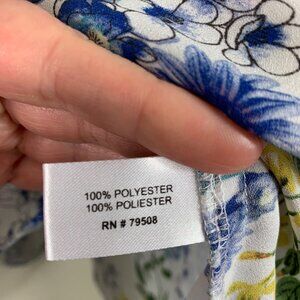 100% POLYESTER
100% POLIESTER
RN # 79508